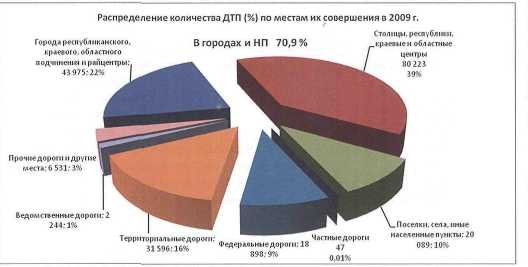 Распределение количества ДТП (%) по местам их совершения в 2009 г.
В городах и НП 70,9 %
Города республиканского,
краевого, областного
подчинения и райцентры;
43 975; 22%
Столицы, республики,
краевые и областные
центры
80 223
39%
Прочие дороги и другие
места; 6 531; 3%
Ведомственные дороги; 2
244; 1%
Территориальные дороги;
31 596; 16%
Федеральные дороги; 18
898; 9%
Частные дороги
47
0,01%
Поселки, села, иные
населенные пункты; 20
089; 10%